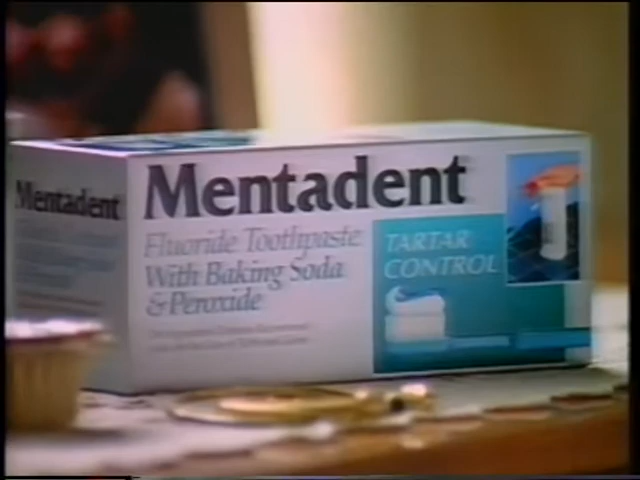 Mentadent
Mentadent
Fluoride Toothpaste
With Baking Soda
& Peroxide
TARTAR
CONTROL